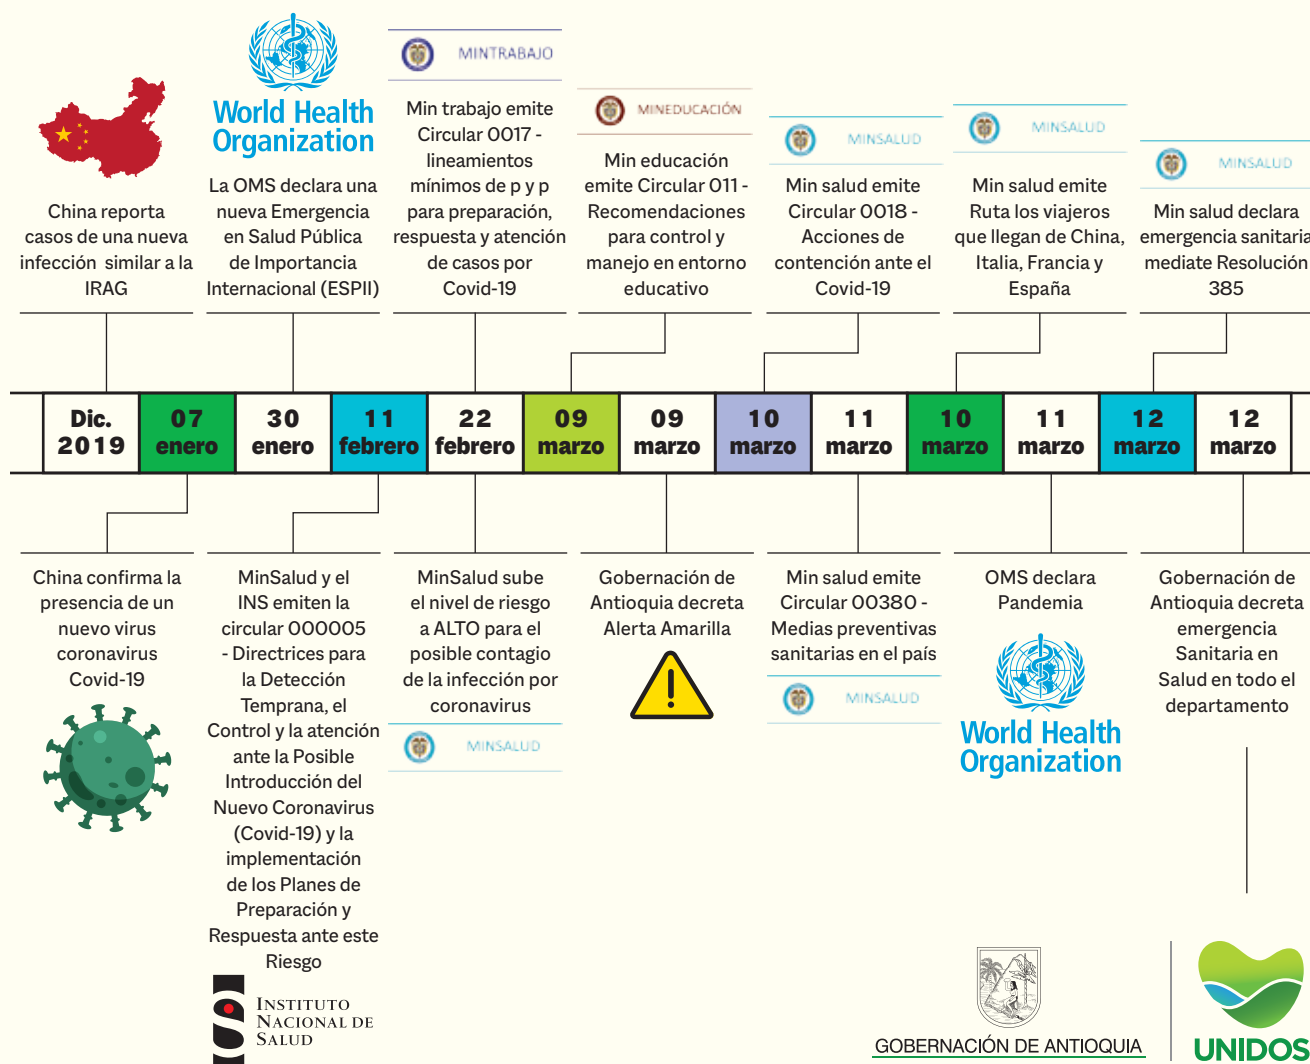 World Health
Organization
La OMS declara una
nueva Emergencia
en Salud Pública
de Importancia
Internacional (ESPII)
MINTRABAJO
Min trabajo emite
Circular 0017 -
lineamientos
mínimos de p y p
para preparación,
respuesta y atención
de casos por
Covid-19
MINEDUCACIÓN
Min educación
emite Circular 011 -
Recomendaciones
para control y
manejo en entorno
educativo
MINSALUD
Min salud emite
Circular 0018 -
Acciones de
contención ante el
Covid-19
MINSALUD
Min salud emite
Ruta los viajeros
que llegan de China,
Italia, Francia y
España
MINSALUD
Min salud declara
emergencia sanitaria
mediate Resolución
385
China reporta
casos de una nueva
infección similar a la
IRAG
Dic.
2019
07
enero
30
enero
11
febrero
22
febrero
09
marzo
09
marzo
10
marzo
11
marzo
10
marzo
11
marzo
12
marzo
12
marzo
China confirma la
presencia de un
nuevo virus
coronavirus
Covid-19
MinSalud y el
INS emiten la
circular 000005
- Directrices para
la Detección
Temprana, el
Control y la atención
ante la Posible
Introducción del
Nuevo Coronavirus
(Covid-19) y la
implementación
de los Planes de
Preparación y
Respuesta ante este
Riesgo
INSTITUTO
NACIONAL DE
SALUD
MinSalud sube
el nivel de riesgo
a ALTO para el
posible contagio
de la infección por
coronavirus
MINSALUD
Gobernación de
Antioquia decreta
Alerta Amarilla
!
Min salud emite
Circular 00380 -
Medias preventivas
sanitarias en el país
MINSALUD
OMS declara
Pandemia
World Health
Organization
Gobernación de
Antioquia decreta
emergencia
Sanitaria en
Salud en todo el
departamento
GOBERNACIÓN DE ANTIOQUIA
UNIDOS